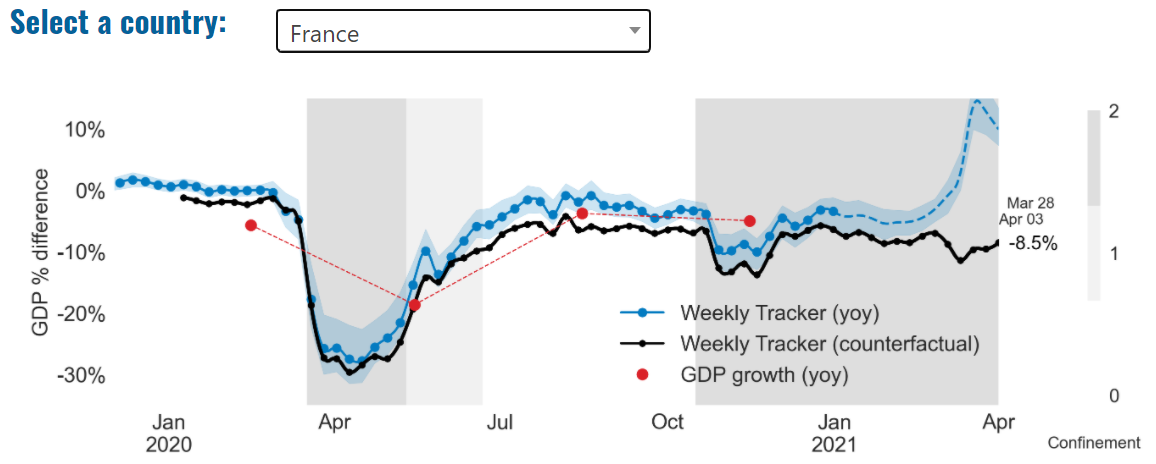 Select a country:
France
GDP % difference
10%
0%
-10%
-20%
-30%
Weekly Tracker (yoy)
Weekly Tracker (counterfactual)
GDP growth (yoy)
Mar 28
Apr 03
-8.5%
2
1
0
Confinement
Jan
2020
Apr
Jul
Oct
Jan
2021
Apr